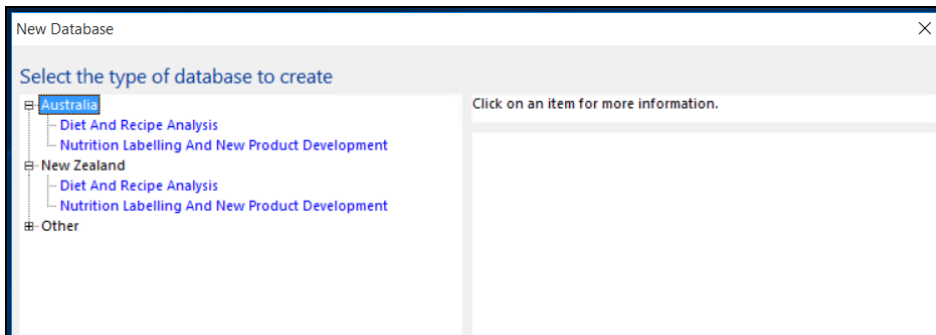 New Database
Select the type of database to create
Australia
Diet And Recipe Analysis
Nutrition Labelling And New Product Development
New Zealand
Diet And Recipe Analysis
Nutrition Labelling And New Product Development
Other
Click on an item for more information.